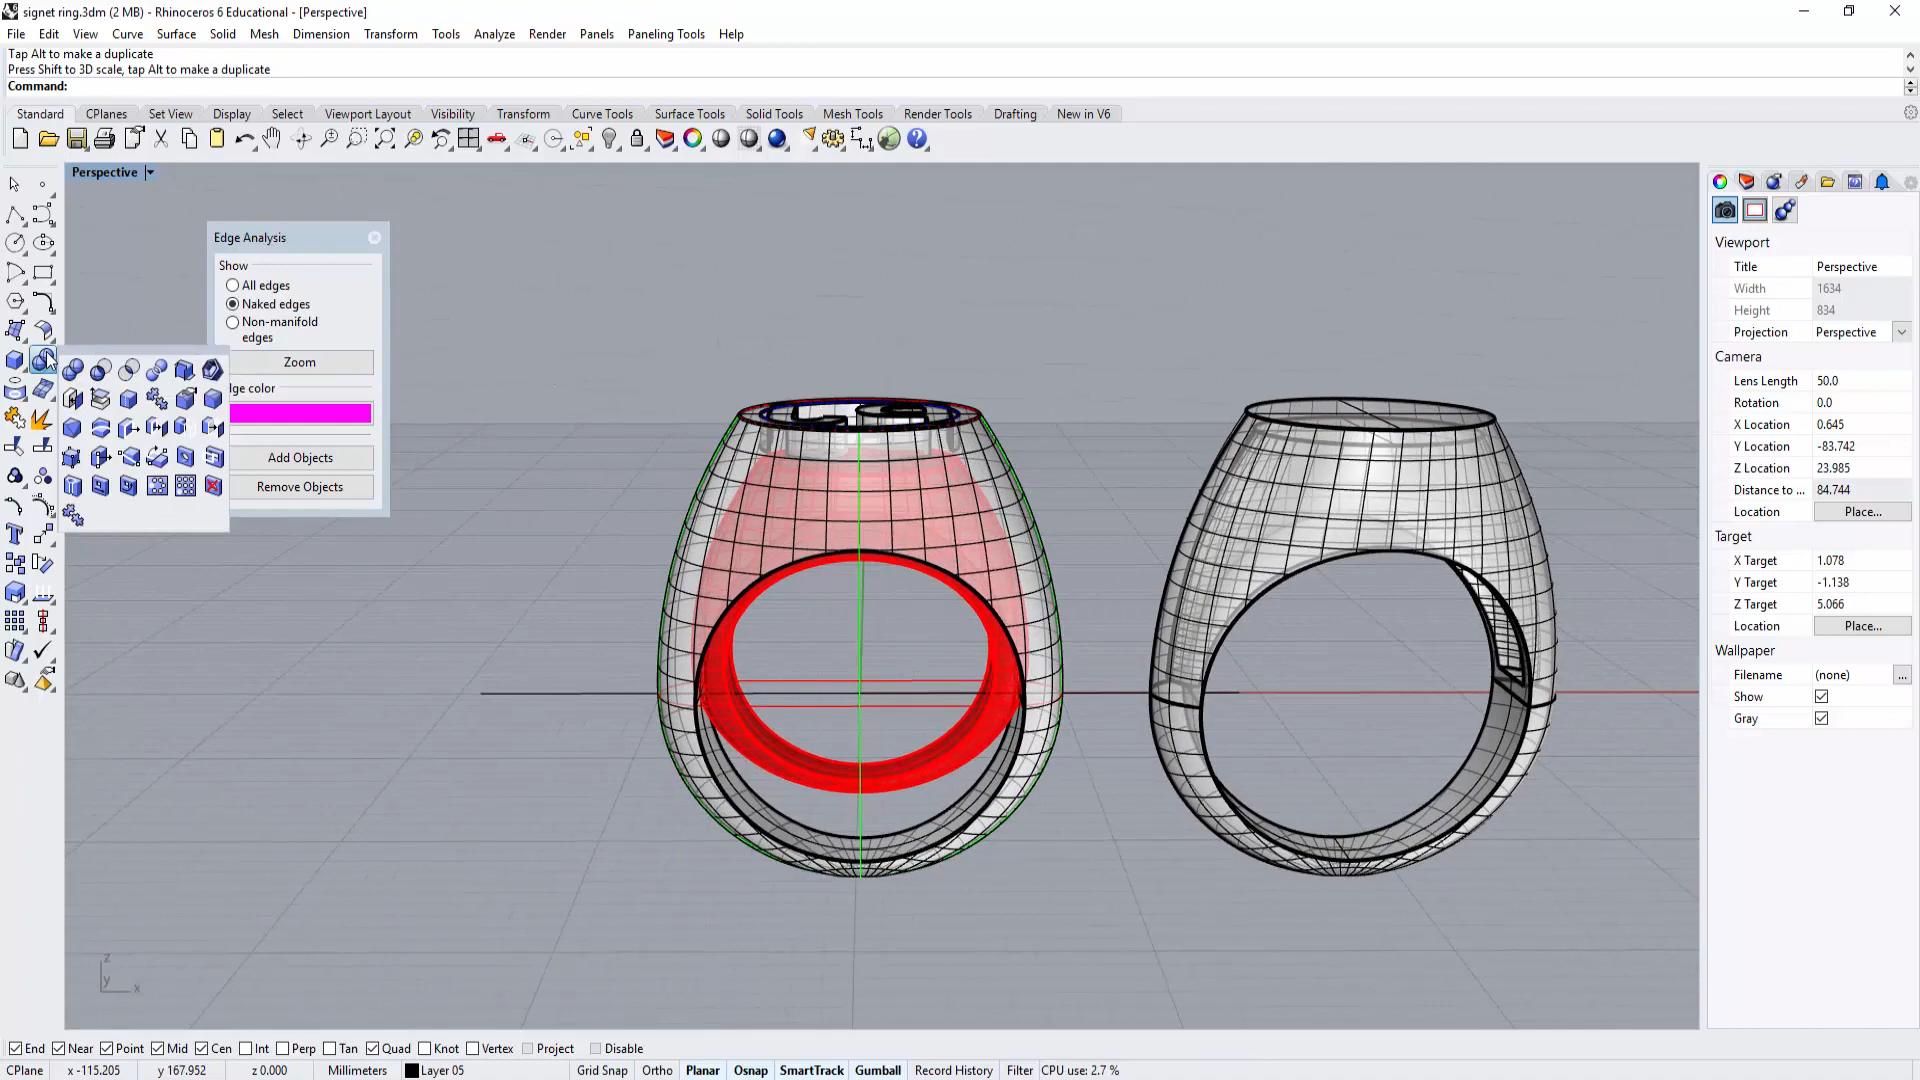 signet ring.3dm (2 MB) - Rhinoceros 6 Educational - [Perspective]
File Edit View Curve Surface Solid Mesh Dimension Transform Tools Analyze Render Panels Paneling Tools Help
Tap Alt to make a duplicate
Press Shift to 3D scale, tap Alt to make a duplicate
Command:
Standard CPlanes Set View Display Select Viewport Layout Visibility Transform Curve Tools Surface Tools Solid Tools Mesh Tools Render Tools Drafting New in V6
Perspective
Edge Analysis
Show
All edges
Naked edges
Non-manifold
edges
Zoom
dge color
Add Objects
Remove Objects
z
y
x
Viewport
Title Perspective
Width 1634
Height 834
Projection Perspective
Camera
Lens Length 50.0
Rotation 0.0
X Location 0.645
Y Location -83.742
Z Location 23.985
Distance to ... 84.744
Location Place...
Target
X Target 1.078
Y Target -1.138
Z Target 5.066
Location Place...
Wallpaper
Filename (none) ...
Show
Gray
End Near Point Mid Cen Int Perp Tan Quad Knot Vertex Project Disable
CPlane x -115.205 y 167.952 z 0.000 Millimeters Layer 05 Grid Snap Ortho Planar Osnap SmartTrack Gumball Record History Filter CPU use: 2.7 %